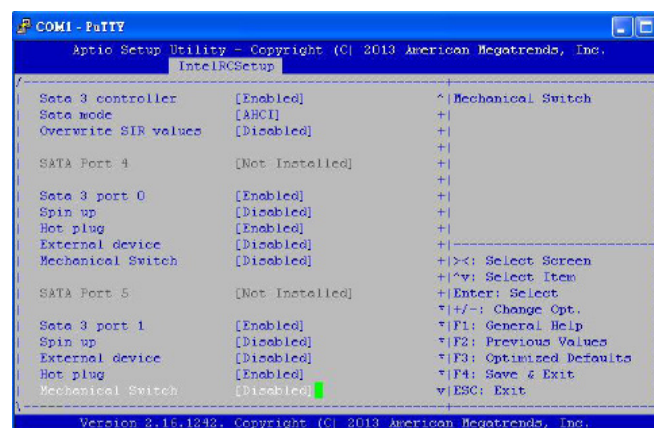 COM1 - PuTTY
Aptio Setup Utility - Copyright (C) 2013 American Megatrends, Inc.
IntelRCSetup
Sata 3 controller [Enabled] ^|Mechanical Switch
Sata mode [AHCI] +|
Overwrite SIR values [Disabled] +|
+|
SATA Port 4 [Not Installed] +|
+|
Sata 3 port 0 [Enabled] +|
Spin up [Disabled] +|
Hot plug [Enabled] +|
External device [Disabled] +|
Mechanical Switch [Disabled] +|><: Select Screen
+|^v: Select Item
SATA Port 5 [Not Installed] +|Enter: Select
*|+/-: Change Opt.
Sata 3 port 1 [Enabled] *|F1: General Help
Spin up [Disabled] *|F2: Previous Values
External device [Disabled] *|F3: Optimized Defaults
Hot plug [Enabled] *|F4: Save & Exit
Mechanical Switch [Disabled] v|ESC: Exit
Version 2.16.1242. Copyright (C) 2013 American Megatrends, Inc.